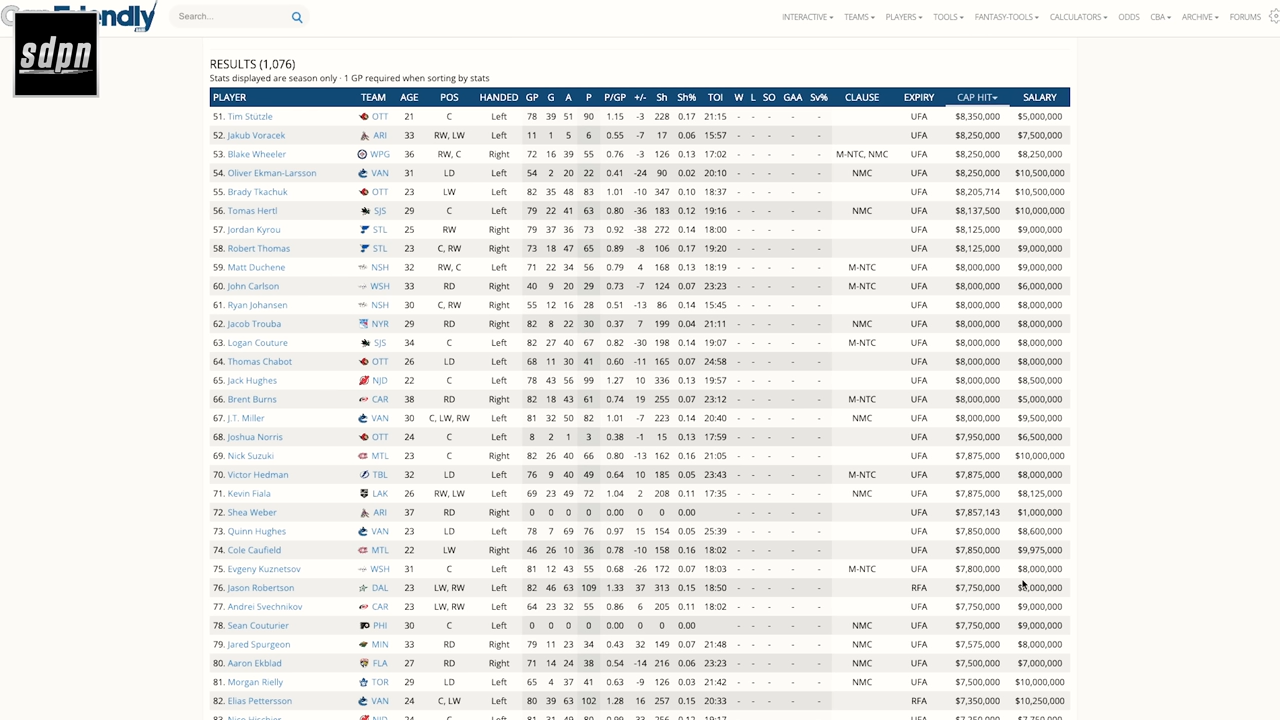 Friendly
sdpn
Search...
INTERACTIVE TEAMS PLAYERS TOOLS FANTASY-TOOLS CALCULATORS ODDS CBA ARCHIVE FORUMS
RESULTS (1,076)
Stats displayed are season only · 1 GP required when sorting by stats
PLAYER TEAM AGE POS HANDED GP G A P P/GP +/- Sh Sh% TOI W L SO GAA Sv% CLAUSE EXPIRY CAP HIT SALARY
51. Tim Stützle OTT 21 C Left 78 39 51 90 1.15 -3 228 0.17 21:15 - - - - - UFA $8,350,000 $5,000,000
52. Jakub Voracek ARI 33 RW, LW Left 11 1 5 6 0.55 -7 17 0.06 15:57 - - - - - UFA $8,250,000 $7,500,000
53. Blake Wheeler WPG 36 RW, C Right 72 16 39 55 0.76 -3 126 0.13 17:02 - - - - - M-NTC, NMC UFA $8,250,000 $8,250,000
54. Oliver Ekman-Larsson VAN 31 LD Left 54 2 20 22 0.41 -24 90 0.02 20:10 - - - - - NMC UFA $8,250,000 $10,500,000
55. Brady Tkachuk OTT 23 LW Left 82 35 48 83 1.01 -10 347 0.10 18:37 - - - - - UFA $8,205,714 $10,500,000
56. Tomas Hertl SJS 29 C Left 79 22 41 63 0.80 -36 183 0.12 19:16 - - - - - NMC UFA $8,137,500 $10,000,000
57. Jordan Kyrou STL 25 RW Right 79 37 36 73 0.92 -38 272 0.14 18:00 - - - - - UFA $8,125,000 $9,000,000
58. Robert Thomas STL 23 C, RW Right 73 18 47 65 0.89 -8 106 0.17 19:20 - - - - - UFA $8,125,000 $9,000,000
59. Matt Duchene NSH 32 RW, C Left 71 22 34 56 0.79 4 168 0.13 18:19 - - - - - M-NTC UFA $8,000,000 $9,000,000
60. John Carlson WSH 33 RD Right 40 9 20 29 0.73 -7 124 0.07 23:23 - - - - - M-NTC UFA $8,000,000 $6,000,000
61. Ryan Johansen NSH 30 C, RW Right 55 12 16 28 0.51 -13 86 0.14 15:45 - - - - - UFA $8,000,000 $8,000,000
62. Jacob Trouba NYR 29 RD Right 82 8 22 30 0.37 7 199 0.04 21:11 - - - - - NMC UFA $8,000,000 $8,000,000
63. Logan Couture SJS 34 C Left 82 27 40 67 0.82 -30 198 0.14 19:07 - - - - - M-NTC UFA $8,000,000 $8,000,000
64. Thomas Chabot OTT 26 LD Left 68 11 30 41 0.60 -11 165 0.07 24:58 - - - - - UFA $8,000,000 $8,000,000
65. Jack Hughes NJD 22 C Left 78 43 56 99 1.27 10 336 0.13 19:57 - - - - - UFA $8,000,000 $8,500,000
66. Brent Burns CAR 38 RD Right 82 18 43 61 0.74 19 255 0.07 23:12 - - - - - M-NTC UFA $8,000,000 $5,000,000
67. J.T. Miller VAN 30 C, LW, RW Left 81 32 50 82 1.01 -7 223 0.14 20:40 - - - - - NMC UFA $8,000,000 $9,500,000
68. Joshua Norris OTT 24 C Left 8 2 1 3 0.38 -1 15 0.13 17:59 - - - - - UFA $7,950,000 $6,500,000
69. Nick Suzuki MTL 23 C Right 82 26 40 66 0.80 -13 162 0.16 21:05 - - - - - UFA $7,875,000 $10,000,000
70. Victor Hedman TBL 32 LD Left 76 9 40 49 0.64 10 185 0.05 23:43 - - - - - M-NTC UFA $7,875,000 $8,000,000
71. Kevin Fiala LAK 26 RW, LW Left 69 23 49 72 1.04 2 208 0.11 17:35 - - - - - NMC UFA $7,875,000 $8,125,000
72. Shea Weber ARI 37 RD Right 0 0 0 0 0.00 0 0 0.00 - - - - - UFA $7,857,143 $1,000,000
73. Quinn Hughes VAN 23 LD Left 78 7 69 76 0.97 15 154 0.05 25:39 - - - - - UFA $7,850,000 $8,600,000
74. Cole Caufield MTL 22 LW Right 46 26 10 36 0.78 -10 158 0.16 18:02 - - - - - UFA $7,850,000 $9,975,000
75. Evgeny Kuznetsov WSH 31 C Left 81 12 43 55 0.68 -26 172 0.07 18:03 - - - - - M-NTC UFA $7,800,000 $8,000,000
76. Jason Robertson DAL 23 LW, RW Left 82 46 63 109 1.33 37 313 0.15 18:50 - - - - - RFA $7,750,000 ,000,000
77. Andrei Svechnikov CAR 23 LW, RW Left 64 23 32 55 0.86 6 205 0.11 18:02 - - - - - UFA $7,750,000 $9,000,000
78. Sean Couturier PHI 30 C Left 0 0 0 0 0.00 0 0 0.00 - - - - - NMC UFA $7,750,000 $9,000,000
79. Jared Spurgeon MIN 33 RD Right 79 11 23 34 0.43 32 149 0.07 21:48 - - - - - NMC UFA $7,575,000 $8,000,000
80. Aaron Ekblad FLA 27 RD Right 71 14 24 38 0.54 -14 216 0.06 23:23 - - - - - NMC UFA $7,500,000 $7,000,000
81. Morgan Rielly TOR 29 LD Left 65 4 37 41 0.63 -9 126 0.03 21:42 - - - - - NMC UFA $7,500,000 $10,000,000
82. Elias Pettersson VAN 24 C, LW Left 80 39 63 102 1.28 16 257 0.15 20:33 - - - - - RFA $7,350,000 $10,250,000